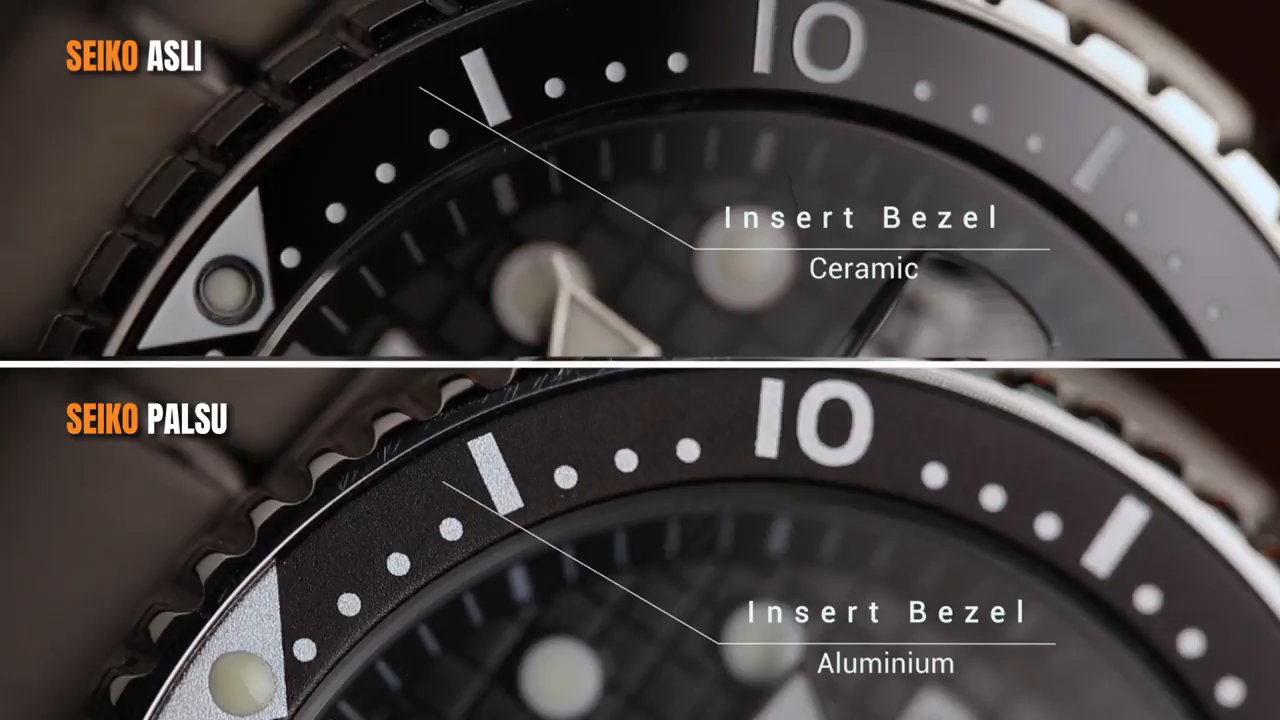 SEIKO ASLI
10
Insert Bezel
Ceramic
SEIKO PALSU
10
Insert Bezel
Aluminium